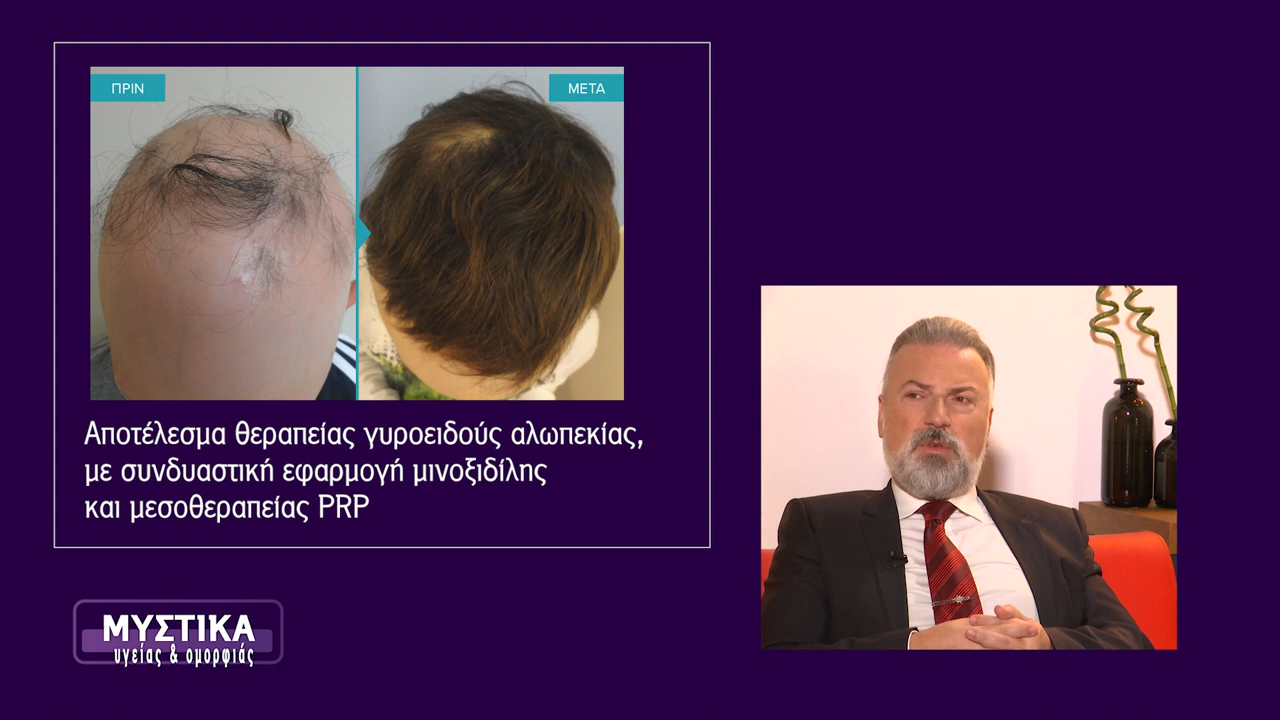 ΠΡΙΝ
ΜΕΤΑ
Αποτέλεσμα θεραπείας γυροειδούς αλωπεκίας,
με συνδυαστική εφαρμογή μινοξιδίλης
και μεσοθεραπείας PRP
ΜΥΣΤΙΚΑ
υγείας & ομορφιάς